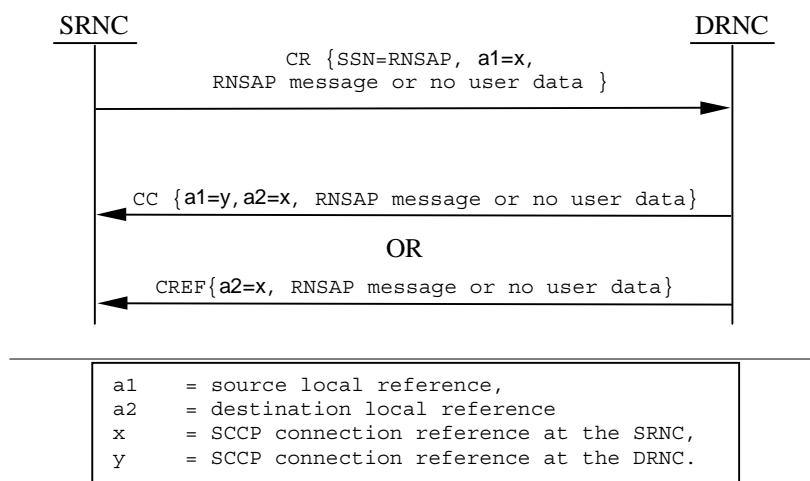 SRNC DRNC
CR {SSN=RNSAP, a1=x,
RNSAP message or no user data }
CC {a1=y,a2=x, RNSAP message or no user data}
OR
CREF{a2=x, RNSAP message or no user data}
a1 = source local reference,
a2 = destination local reference
x = SCCP connection reference at the SRNC,
y = SCCP connection reference at the DRNC.